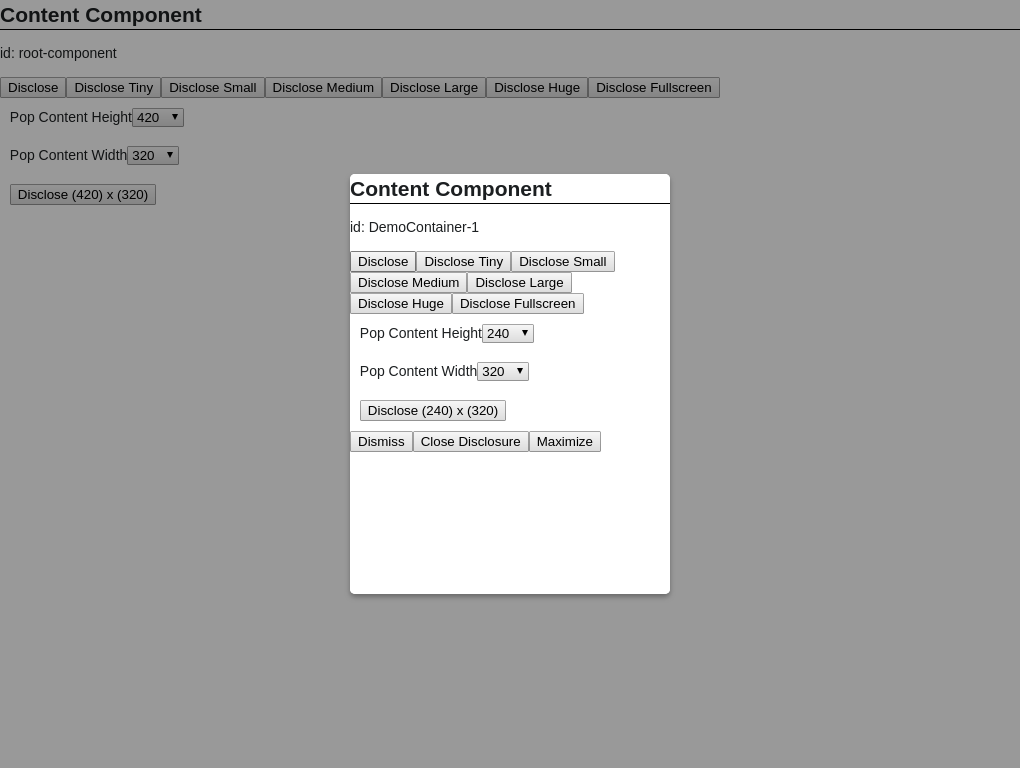 Content Component
id: root-component
Disclose Disclose Tiny Disclose Small Disclose Medium Disclose Large Disclose Huge Disclose Fullscreen
Pop Content Height 420
Pop Content Width 320
Disclose (420) x (320)
Content Component
id: DemoContainer-1
Disclose Disclose Tiny Disclose Small
Disclose Medium Disclose Large
Disclose Huge Disclose Fullscreen
Pop Content Height 240
Pop Content Width 320
Disclose (240) x (320)
Dismiss Close Disclosure Maximize